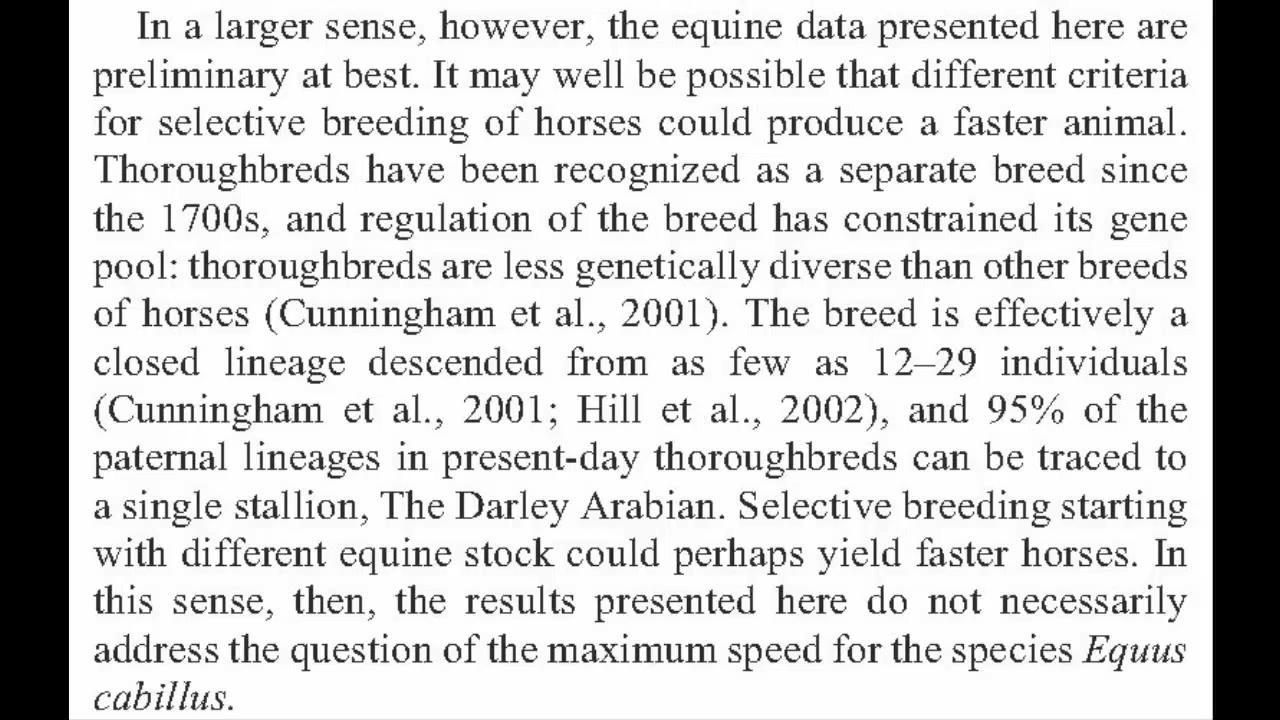 In a larger sense, however, the equine data presented here are
preliminary at best. It may well be possible that different criteria
for selective breeding of horses could produce a faster animal.
Thoroughbreds have been recognized as a separate breed since
the 1700s, and regulation of the breed has constrained its gene
pool: thoroughbreds are less genetically diverse than other breeds
of horses (Cunningham et al., 2001). The breed is effectively a
closed lineage descended from as few as 12–29 individuals
(Cunningham et al., 2001; Hill et al., 2002), and 95% of the
paternal lineages in present-day thoroughbreds can be traced to
a single stallion, The Darley Arabian. Selective breeding starting
with different equine stock could perhaps yield faster horses. In
this sense, then, the results presented here do not necessarily
address the question of the maximum speed for the species Equus
cabillus.